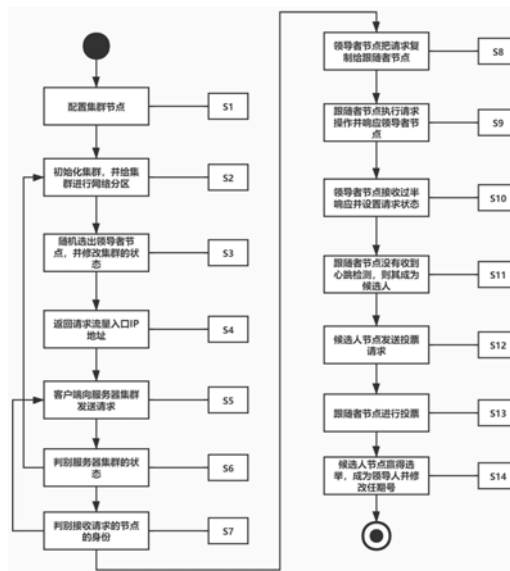 配置集群节点
S1
初始化集群，并给集
群进行网络分区
S2
随机选出领导者节
点，并修改集群的状
态
S3
返回请求流量入口IP
地址
S4
客户端向服务器集群
发送请求
S5
判别服务器集群的状
态
S6
判别接收请求的节点
的身份
S7
领导者节点把请求复
制给跟随者节点
S8
跟随者节点执行请求
操作并响应领导者节
点
S9
领导者节点接收过半
响应并设置请求状态
S10
跟随者节点没有收到
心跳检测，则其成为
候选人
S11
候选人节点发送投票
请求
S12
跟随者节点进行投票
S13
候选人节点赢得选
举，成为领导人并修
改任期号
S14